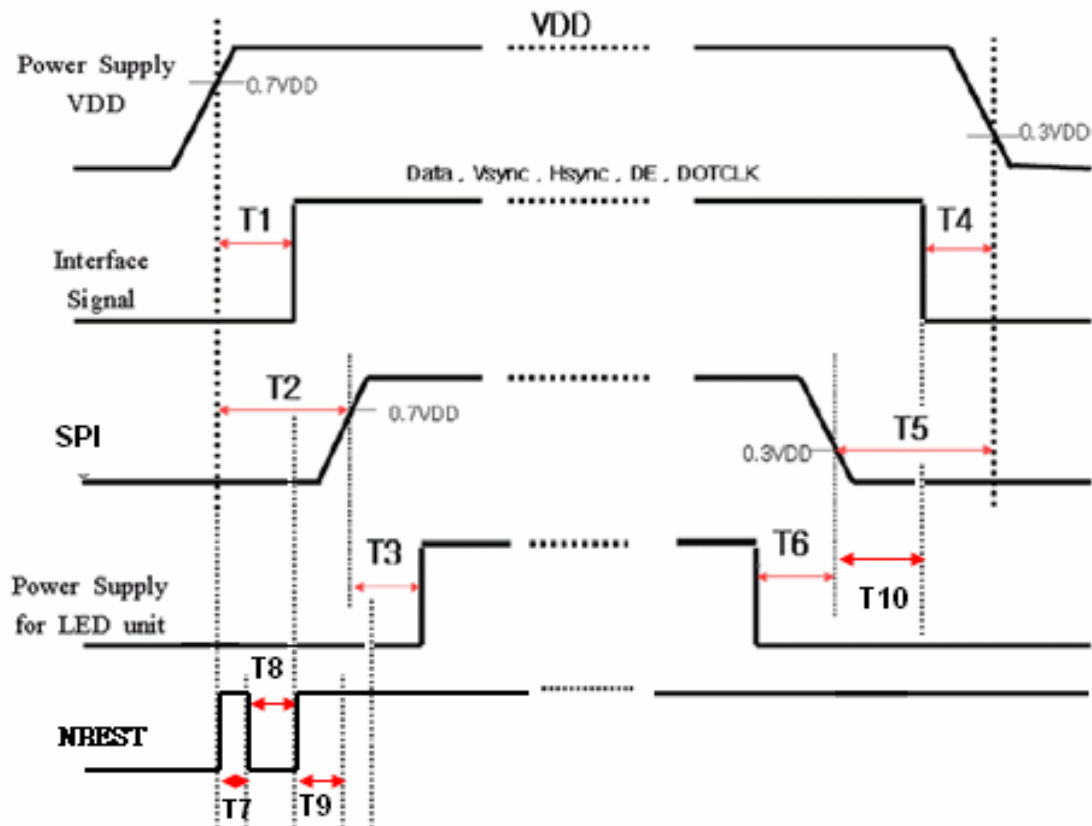 VDD
Power Supply
VDD
0.7VDD
0.3VDD
Data , Vsync , Hsync , DE , DOTCLK
T1
T4
Interface
Signal
T2
0.7VDD
SPI
T5
0.3VDD
T3
T6
Power Supply
for LED unit
T10
T8
NREST
T7
T9